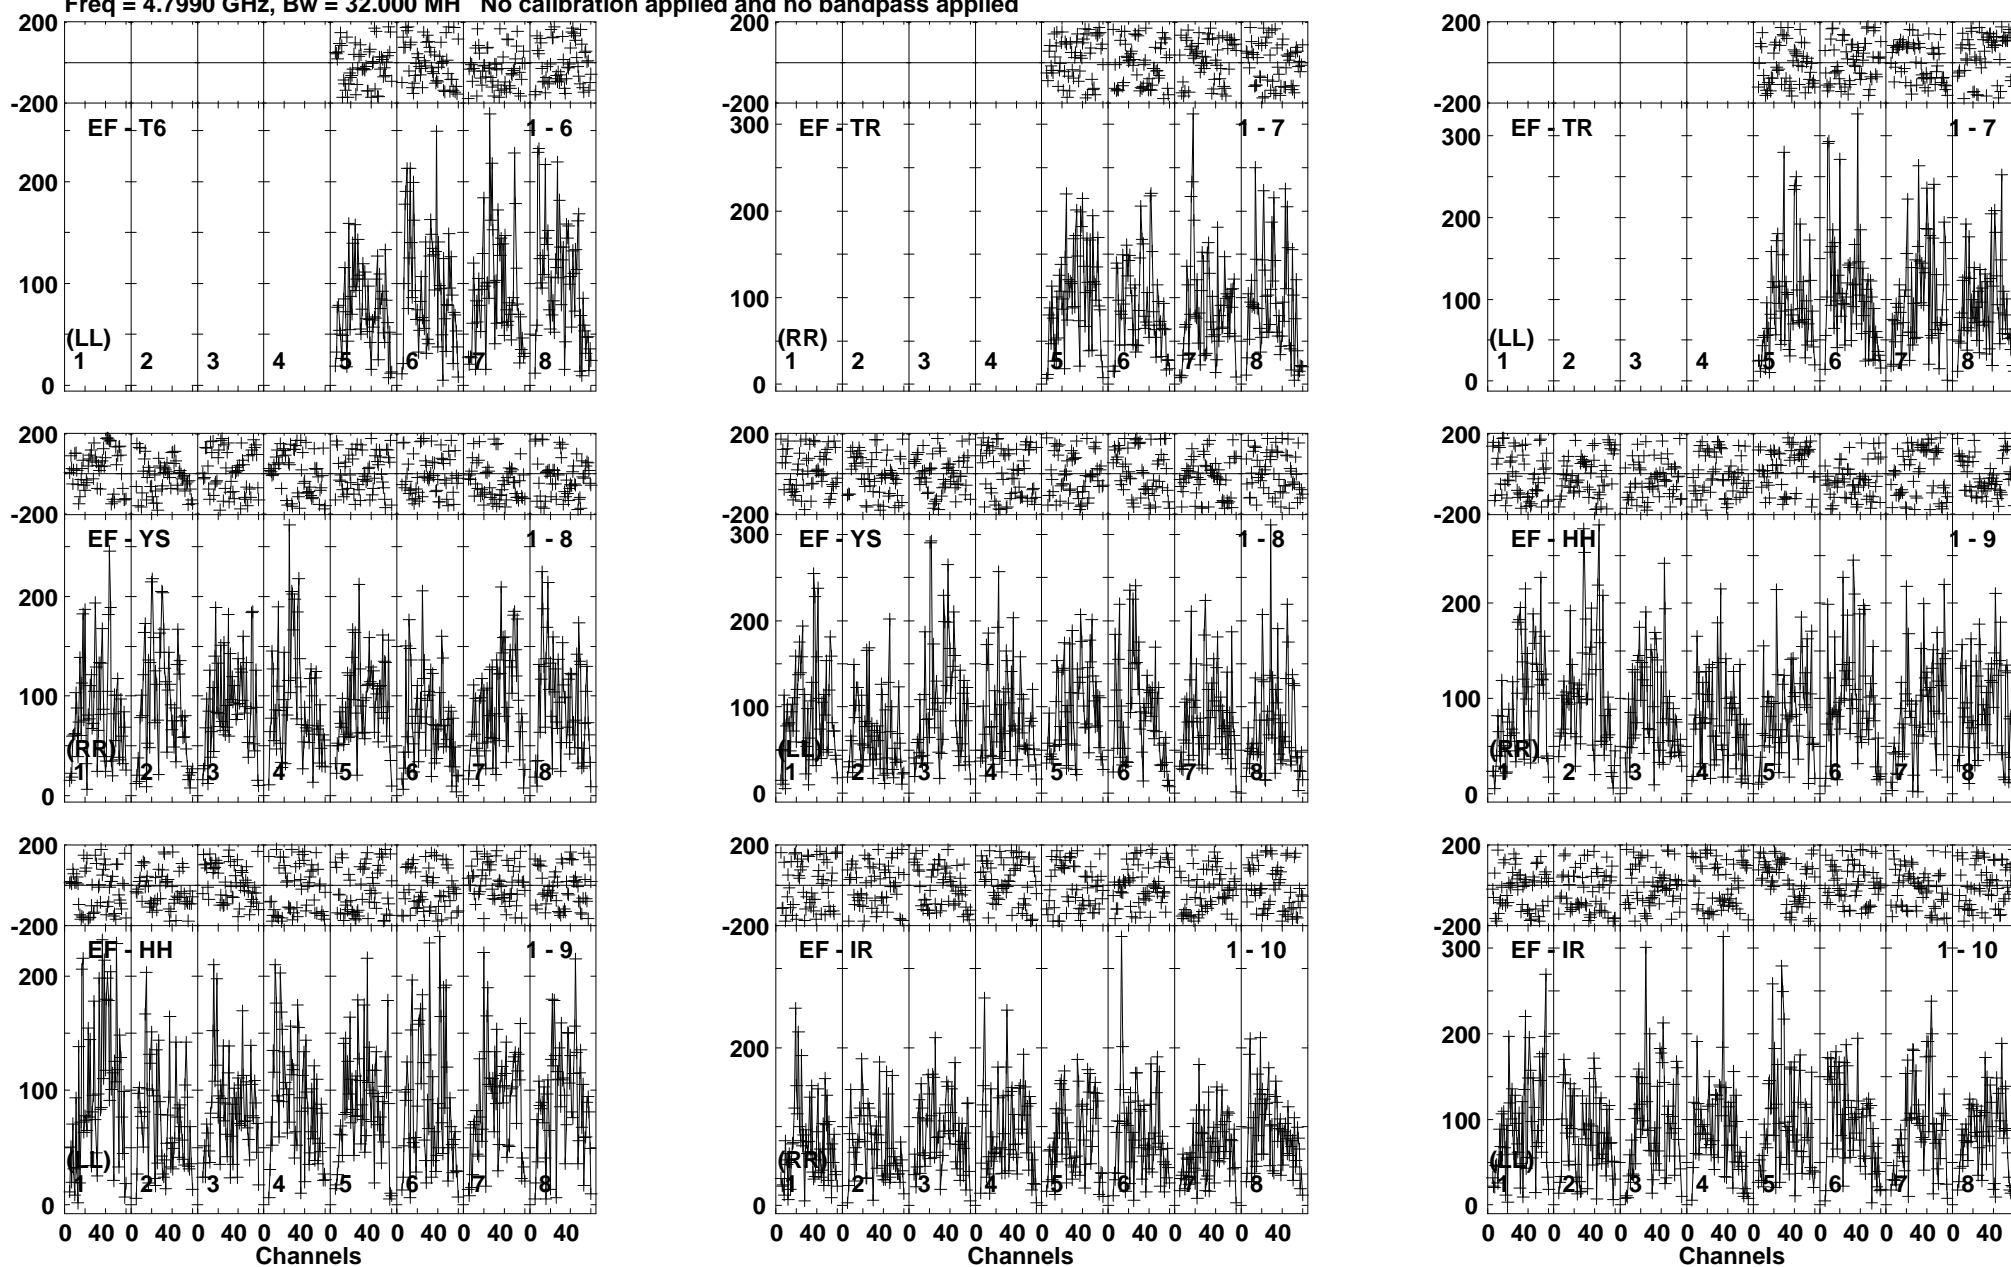 Freq = 4.7990 GHz, Bw = 32.000 MH No calibration applied and no bandpass applied
200 200 200
-200 -200 -200
EF - T6 1 - 6 EF - TR 1 - 7 EF - TR 1 - 7
300 300
200 200 200
100 100 100
(LL) (RR) (LL)
1 2 3 4 5 6 7 8 1 2 3 4 5 6 7 8 1 2 3 4 5 6 7 8
0 0 0
200 200 200
-200 -200 -200
EF - YS 1 - 8 EF - YS 1 - 8 EF - HH 1 - 9
300
200 200 200
100 100 100
(RR) (LL) (RR)
1 2 3 4 5 6 7 8 1 2 3 4 5 6 7 8 1 2 3 4 5 6 7 8
0 0 0
200 200 200
-200 -200 -200
EF - HH 1 - 9 EF - IR 1 - 10 EF - IR 1 - 10
300
200 200 200
100 100
(LL) (RR) (LL)
1 2 3 4 5 6 7 8 1 2 3 4 5 6 7 8 1 2 3 4 5 6 7 8
0 0 0
0 40 0 40 0 40 0 40 0 40 0 40 0 40 0 40 0 40 0 40 0 40 0 40 0 40 0 40 0 40 0 40 0 40 0 40 0 40 0 40 0 40 0 40 0 40 0 40
Channels Channels Channels